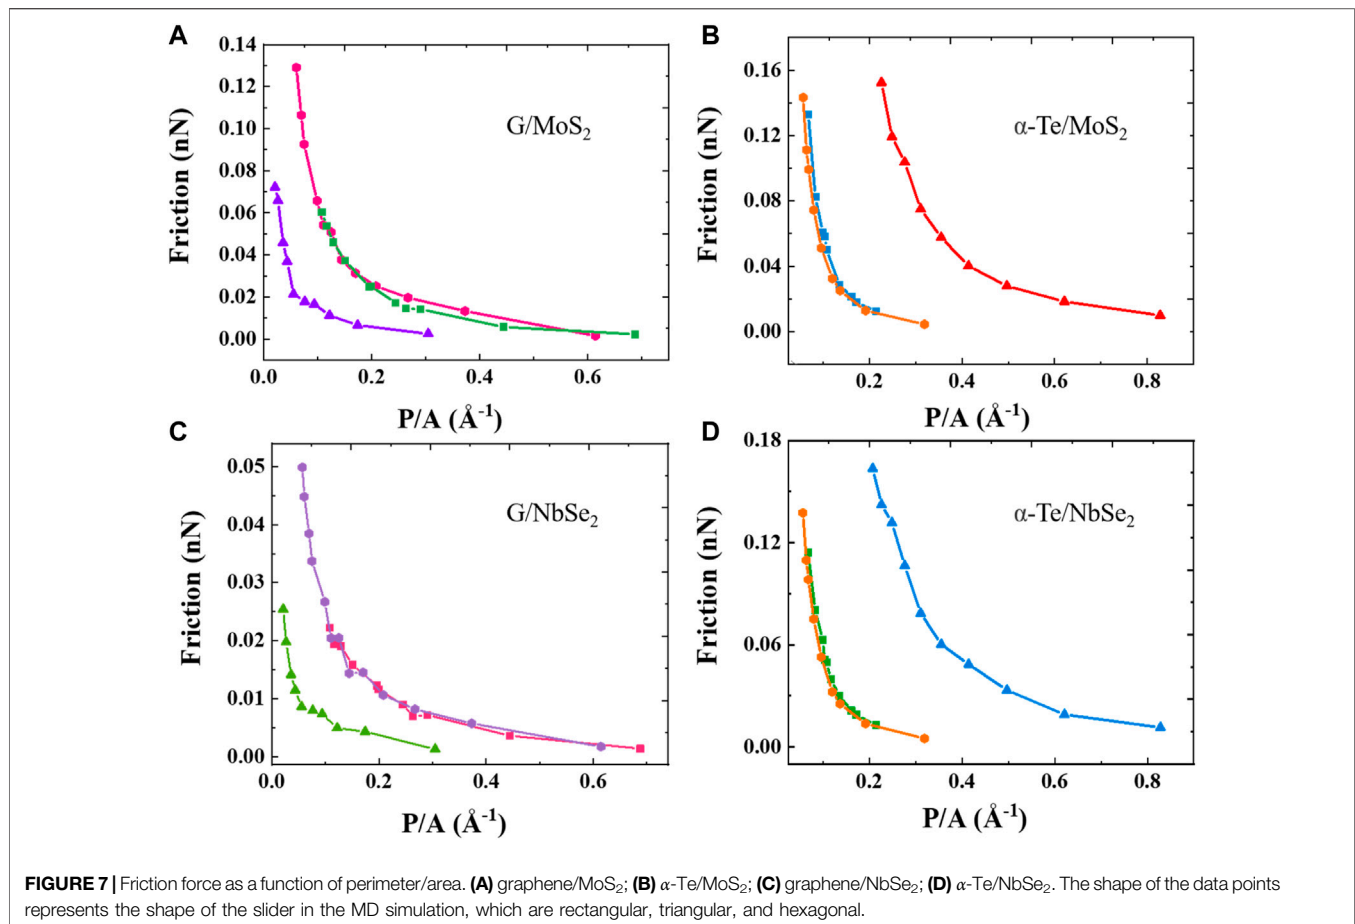 A
0.14
0.12
0.10
0.08
0.06
0.04
0.02
0.00
Friction (nN)
G/MoS₂
0.0 0.2 0.4 0.6
P/A (Å⁻¹)
B
0.16
0.12
0.08
0.04
0.00
Friction (nN)
α-Te/MoS₂
0.2 0.4 0.6 0.8
P/A (Å⁻¹)
C
0.05
0.04
0.03
0.02
0.01
0.00
Friction (nN)
G/NbSe₂
0.0 0.2 0.4 0.6
P/A (Å⁻¹)
D
0.18
0.12
0.06
0.00
Friction (nN)
α-Te/NbSe₂
0.2 0.4 0.6 0.8
P/A (Å⁻¹)
FIGURE 7 | Friction force as a function of perimeter/area. (A) graphene/MoS₂; (B) α-Te/MoS₂; (C) graphene/NbSe₂; (D) α-Te/NbSe₂. The shape of the data points
represents the shape of the slider in the MD simulation, which are rectangular, triangular, and hexagonal.